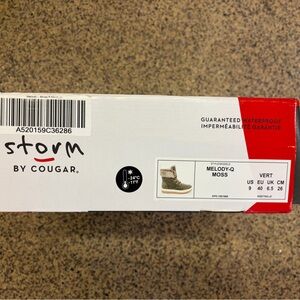 A520159C36286
storm
BY COUGAR.
-24°C
-11°F
GUARANTEED WATERPROOF
IMPERMÉABILITÉ GARANTIE
MELODY-Q
MOSS
VERT
US EU UK CM
9 40 6.5 26